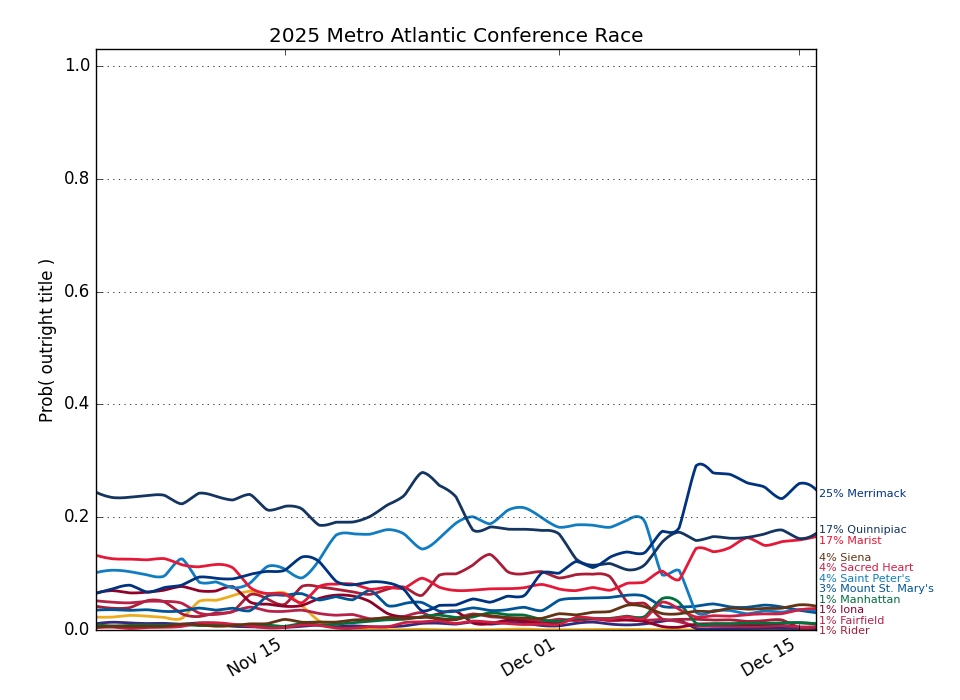 2025 Metro Atlantic Conference Race
Prob( outright title )
1.0
0.8
0.6
0.4
0.2
0.0
Nov 15
Dec 01
Dec 15
25% Merrimack
17% Quinnipiac
17% Marist
4% Siena
4% Sacred Heart
4% Saint Peter's
3% Mount St. Mary's
1% Manhattan
1% Iona
1% Fairfield
1% Rider